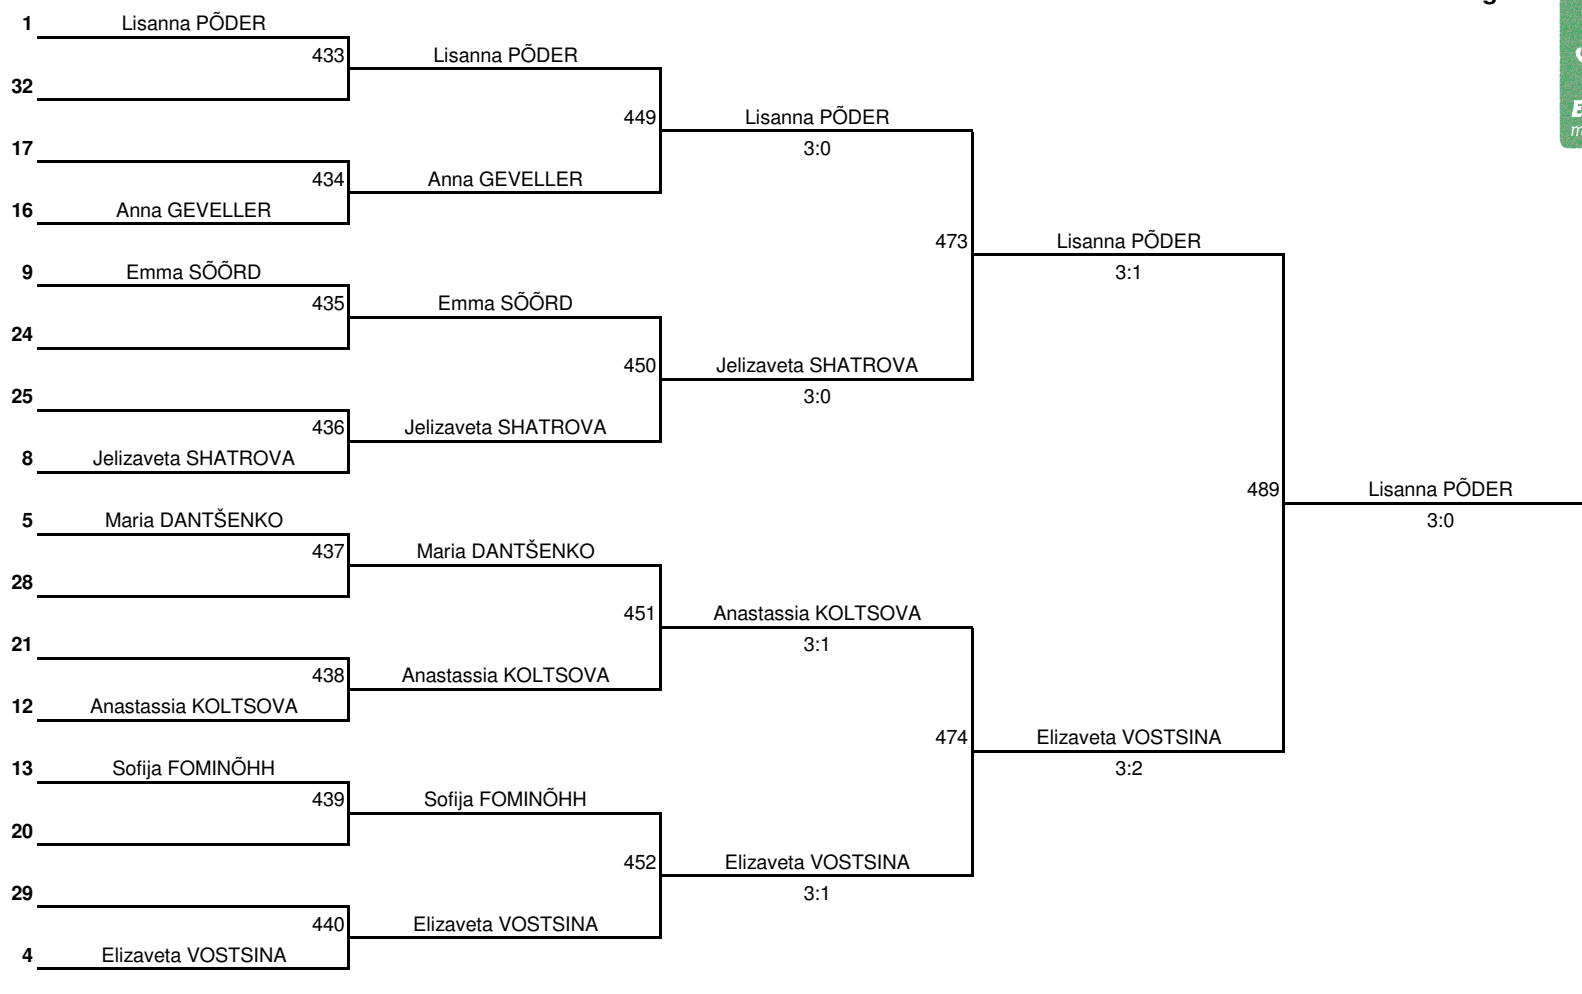 1 Lisanna PÕDER
433 Lisanna PÕDER
32
449 Lisanna PÕDER
3:0
17
434 Anna GEVELLER
16 Anna GEVELLER
473 Lisanna PÕDER
3:1
9 Emma SÕÕRD
435 Emma SÕÕRD
24
450 Jelizaveta SHATROVA
3:0
25
436 Jelizaveta SHATROVA
8 Jelizaveta SHATROVA
489 Lisanna PÕDER
3:0
5 Maria DANTŠENKO
437 Maria DANTŠENKO
28
451 Anastassia KOLTSOVA
3:1
21
438 Anastassia KOLTSOVA
12 Anastassia KOLTSOVA
474 Elizaveta VOSTSINA
3:2
13 Sofija FOMINÕHH
439 Sofija FOMINÕHH
20
452 Elizaveta VOSTSINA
3:1
29
440 Elizaveta VOSTSINA
4 Elizaveta VOSTSINA